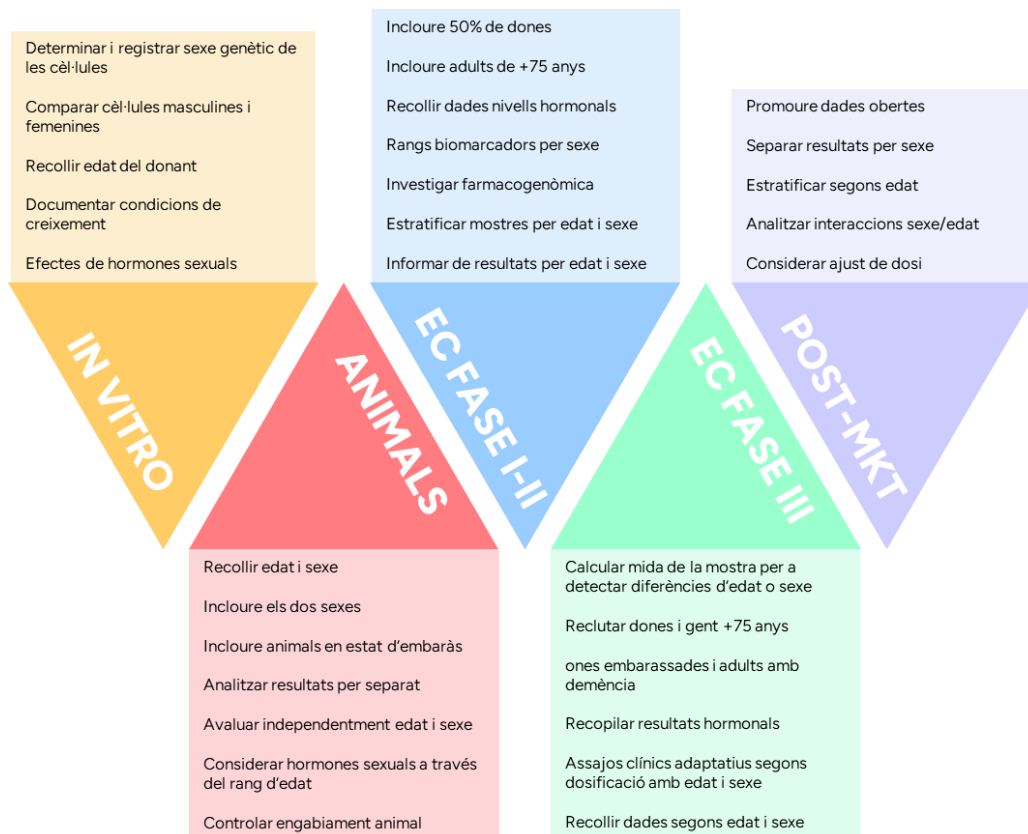 Determinar i registrar sexe genètic de
les cèl·lules
Comparar cèl·lules masculines i
femenines
Recollir edat del donant
Documentar condicions de
creixement
Efectes de hormones sexuals
IN VITRO
Recollir edat i sexe
Incloure els dos sexes
Incloure animals en estat d'embaràs
Analitzar resultats per separat
Avaluar independentment edat i sexe
Considerar hormones sexuals a través
del rang d'edat
Controlar engabiament animal
ANIMALS
Incloure 50% de dones
Incloure adults de +75 anys
Recollir dades nivells hormonals
Rangs biomarcadors per sexe
Investigar farmacogenòmica
Estratificar mostres per edat i sexe
Informar de resultats per edat i sexe
EC FASE I-II
Calcular mida de la mostra per a
detectar diferències d'edat o sexe
Reclutar dones i gent +75 anys
ones embarassades i adults amb
demència
Recopilar resultats hormonals
Assajos clínics adaptatius segons
dosificació amb edat i sexe
Recollir dades segons edat i sexe
EC FASE III
Promoure dades obertes
Separar resultats per sexe
Estratificar segons edat
Analitzar interaccions sexe/edat
Considerar ajust de dosi
POST-MKT